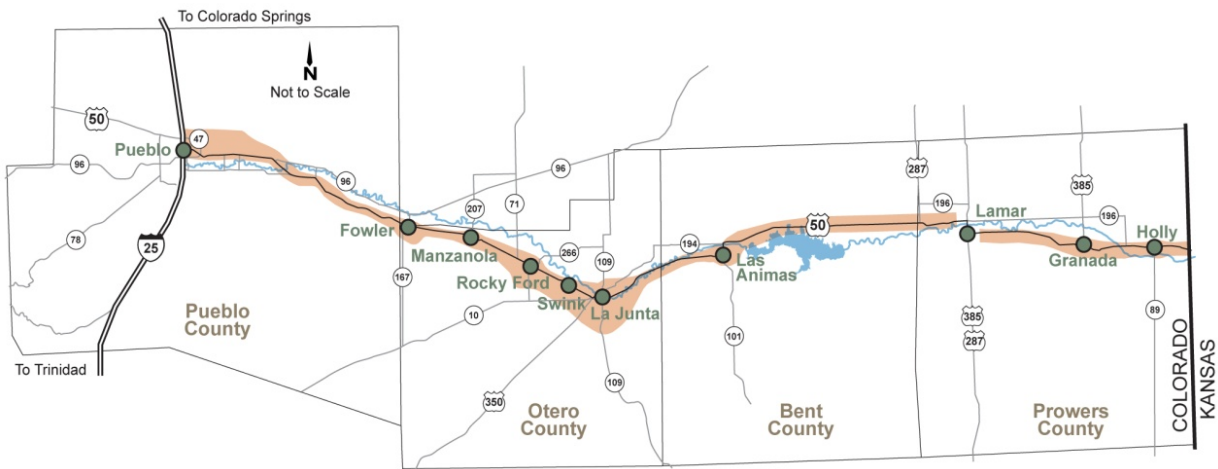 To Colorado Springs
N
Not to Scale
50
47
Pueblo
96
96
96
78
25
Fowler
207
71
Manzanola
266
109
194
Rocky Ford
Swink
La Junta
167
10
350
109
Las
Animas
101
50
287
385
196
196
Lamar
Granada
Holly
385
287
89
Pueblo
County
Otero
County
Bent
County
Prowers
County
To Trinidad
COLORADO
KANSAS